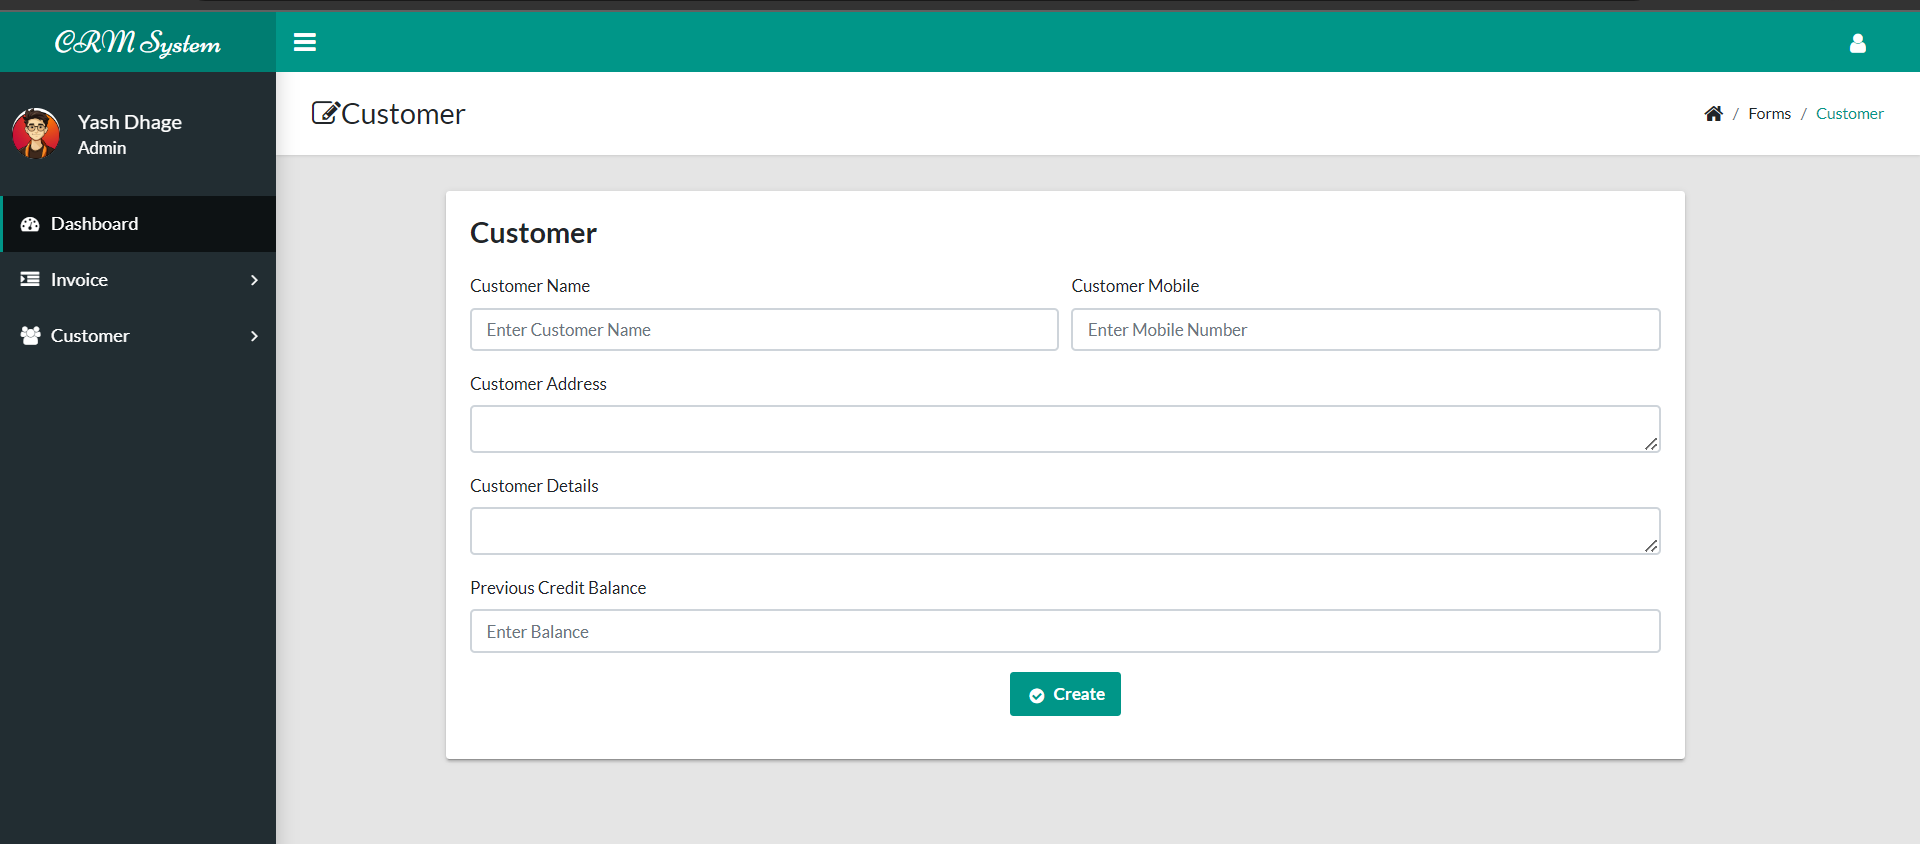 CRM System
Yash Dhage
Admin
Dashboard
Invoice
Customer
Customer
/ Forms / Customer
Customer
Customer Name Customer Mobile
Enter Customer Name Enter Mobile Number
Customer Address
Customer Details
Previous Credit Balance
Enter Balance
Create